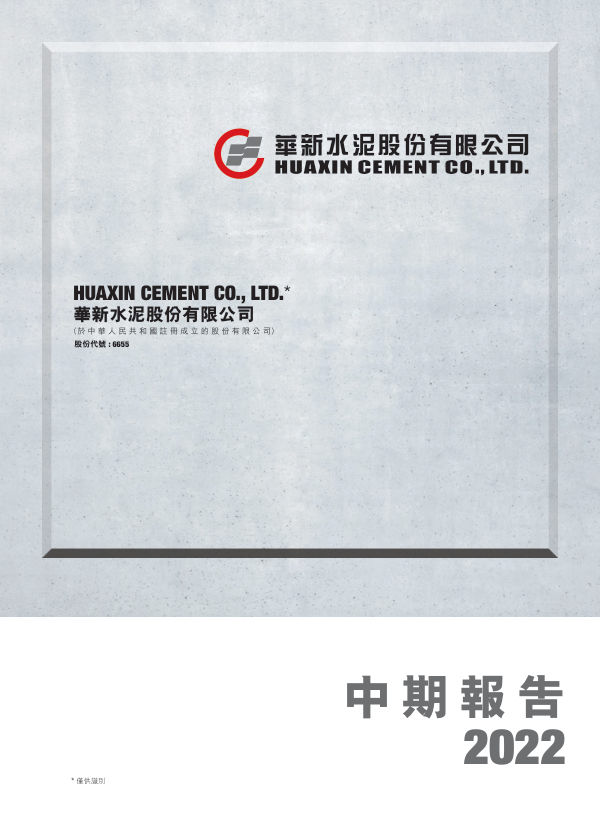 華新水泥股份有限公司
HUAXIN CEMENT CO., LTD.
HUAXIN CEMENT CO., LTD.*
華新水泥股份有限公司
(於中華人民共和國註冊成立的股份有限公司)
股份代號 : 6655
中期報告
2022
* 僅供識別